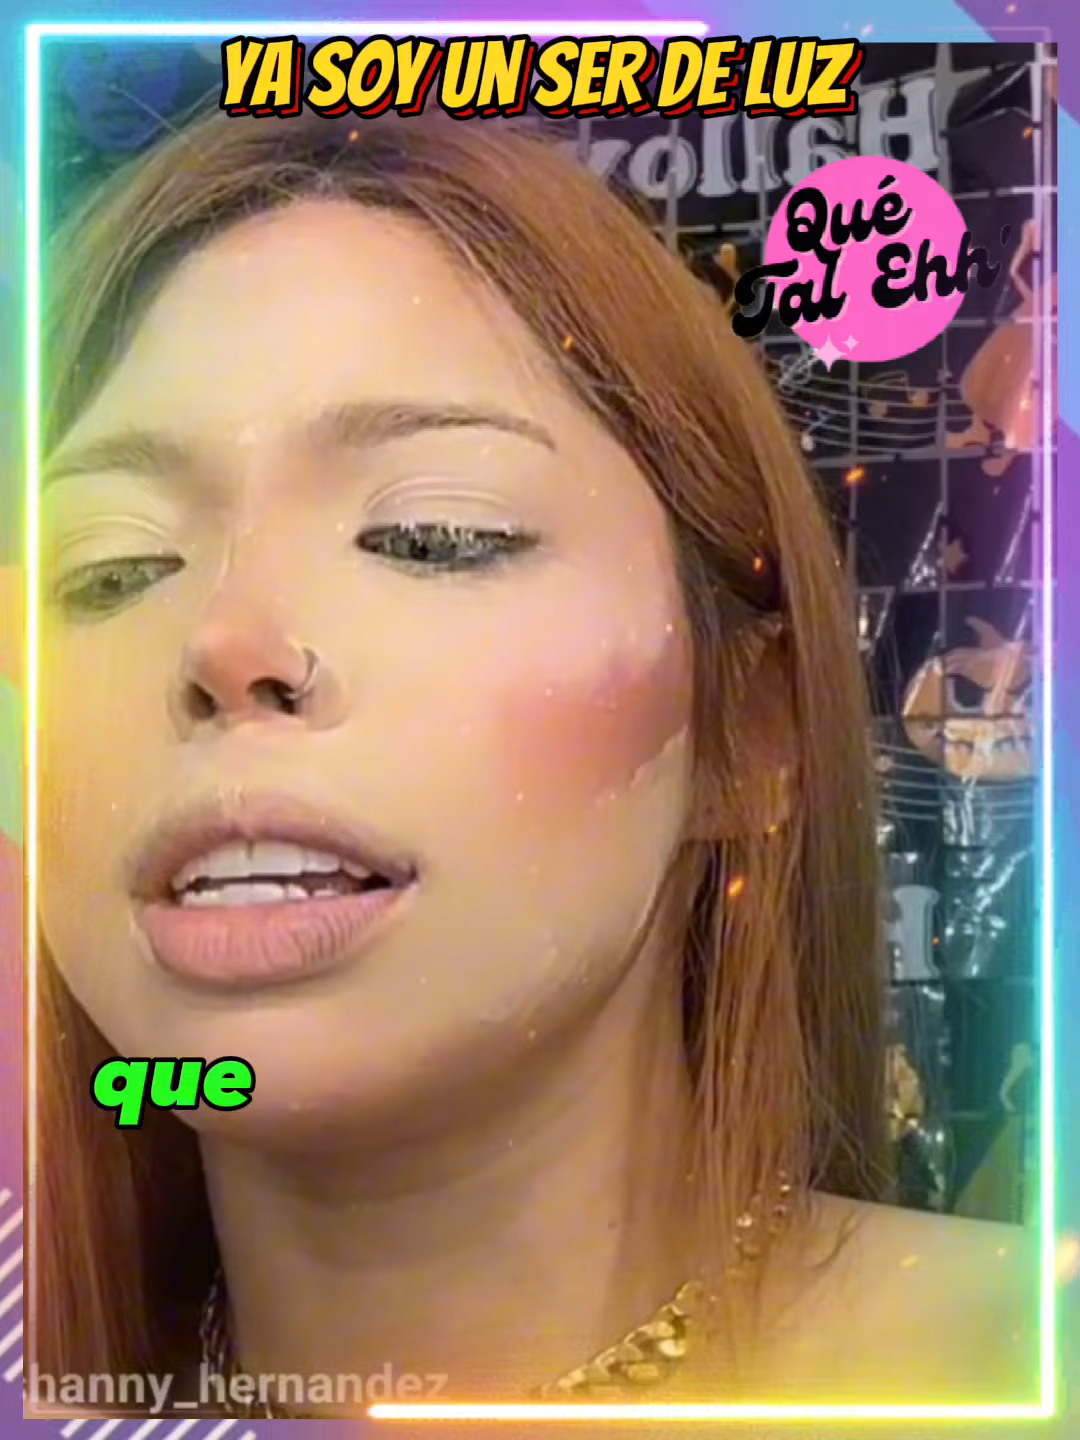 YA SOY UN SER DE LUZ
Qué
Tal Ehh'
que
hanny_hernandez